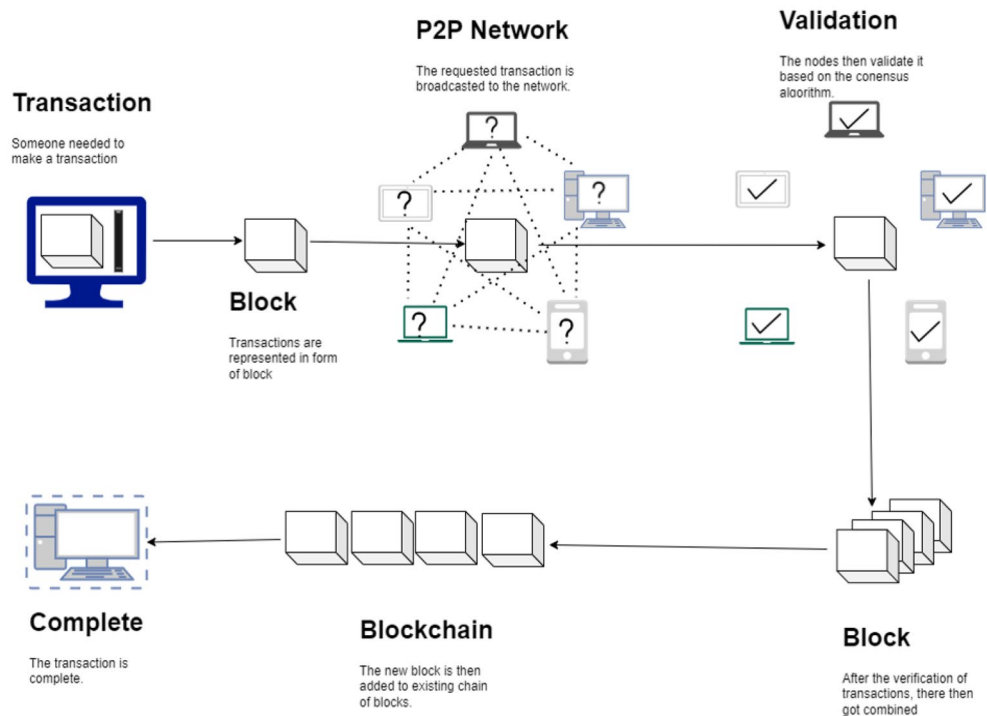 Transaction
Someone needed to
make a transaction
Block
Transactions are
represented in form
of block
P2P Network
The requested transaction is
broadcasted to the network.
?
?
?
?
?
Validation
The nodes then validate it
based on the conensus
algorithm.
Block
After the verification of
transactions, there then
got combined
Blockchain
The new block is then
added to existing chain
of blocks.
Complete
The transaction is
complete.